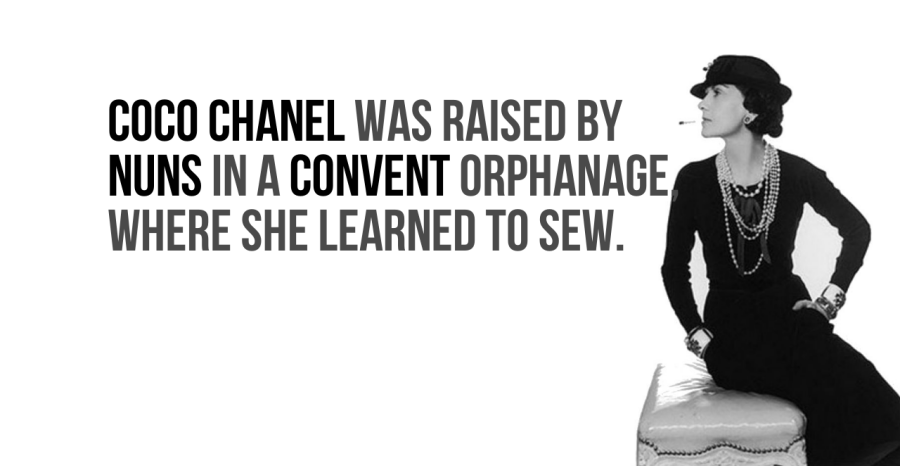 COCO CHANEL WAS RAISED BY
NUNS IN A CONVENT ORPHANAGE,
WHERE SHE LEARNED TO SEW.